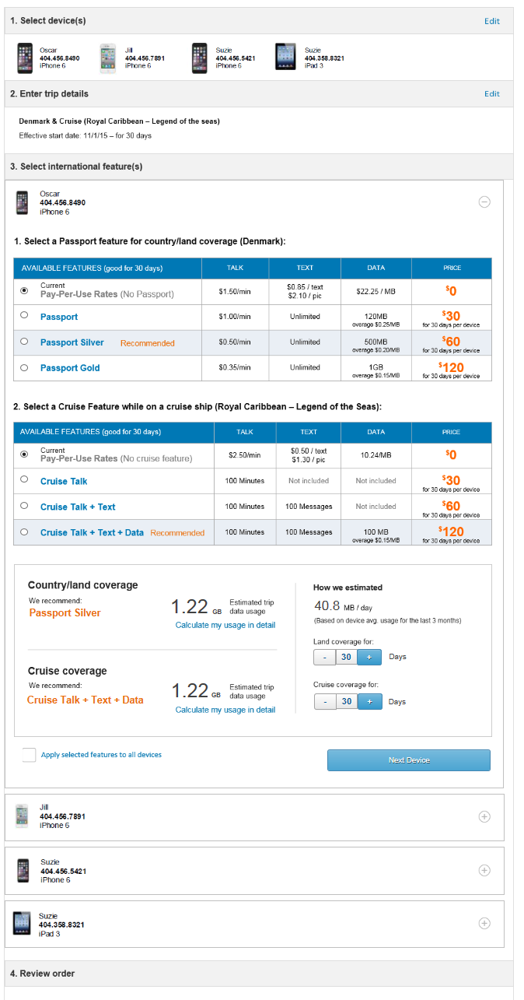 1. Select device(s) Edit
Oscar
404.456.8490
iPhone 6
Jill
404.456.7891
iPhone 6
Suzie
404.456.5421
iPhone 6
Suzie
404.358.8321
iPad 3
2. Enter trip details Edit
Denmark & Cruise (Royal Caribbean – Legend of the seas)
Effective start date: 11/1/15 – for 30 days
3. Select international feature(s)
Oscar
404.456.8490
iPhone 6
1. Select a Passport feature for country/land coverage (Denmark):
AVAILABLE FEATURES (good for 30 days) TALK TEXT DATA PRICE
Current
Pay-Per-Use Rates (No Passport) $1.50/min $0.85 / text $22.25 / MB $0
$2.10 / pic
Passport $1.00/min Unlimited 120MB $30
overage $0.25/MB for 30 days per device
Passport Silver Recommended $0.50/min Unlimited 500MB $60
overage $0.20/MB for 30 days per device
Passport Gold $0.35/min Unlimited 1GB $120
overage $0.15/MB for 30 days per device
2. Select a Cruise Feature while on a cruise ship (Royal Caribbean – Legend of the Seas):
AVAILABLE FEATURES (good for 30 days) TALK TEXT DATA PRICE
Current
Pay-Per-Use Rates (No cruise feature) $2.50/min $0.50 / text 10.24/MB $0
$1.30 / pic
Cruise Talk 100 Minutes Not included Not included $30
for 30 days per device
Cruise Talk + Text 100 Minutes 100 Messages Not included $60
for 30 days per device
Cruise Talk + Text + Data Recommended 100 Minutes 100 Messages 100 MB $120
overage $0.15/MB for 30 days per device
Country/land coverage
We recommend:
Passport Silver
1.22 GB Estimated trip
data usage
Calculate my usage in detail
Cruise coverage
We recommend:
Cruise Talk + Text + Data
1.22 GB Estimated trip
data usage
Calculate my usage in detail
How we estimated
40.8 MB / day
(Based on device avg. usage for the last 3 months)
Land coverage for:
- 30 + Days
Cruise coverage for:
- 30 + Days
Apply selected features to all devices
Next Device
Jill
404.456.7891
iPhone 6
Suzie
404.456.5421
iPhone 6
Suzie
404.358.8321
iPad 3
4. Review order